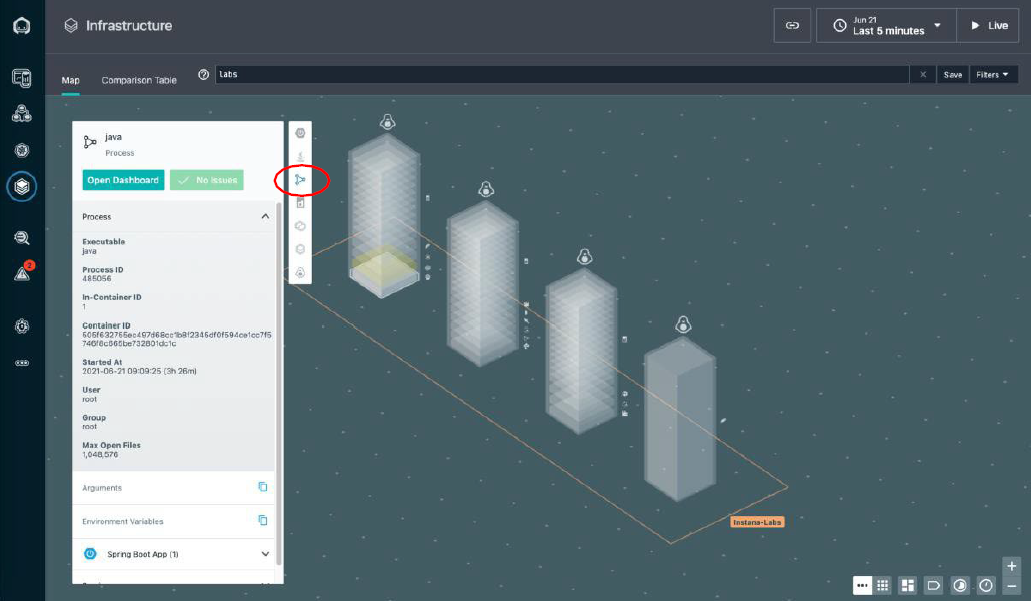 Infrastructure
Jun 21
Last 5 minutes
Live
Map
Comparison Table
Labs
Save
Filters
java
Process
Open Dashboard
No Issues
Process
Executable
java
Process ID
485056
In-Container ID
1
Container ID
Started At
2021-06-21 09:09:25 (3h 26m)
User
root
Group
root
Max Open Files
1,048,576
Arguments
Environment Variables
Spring Boot App (1)
2
Instana-Labs